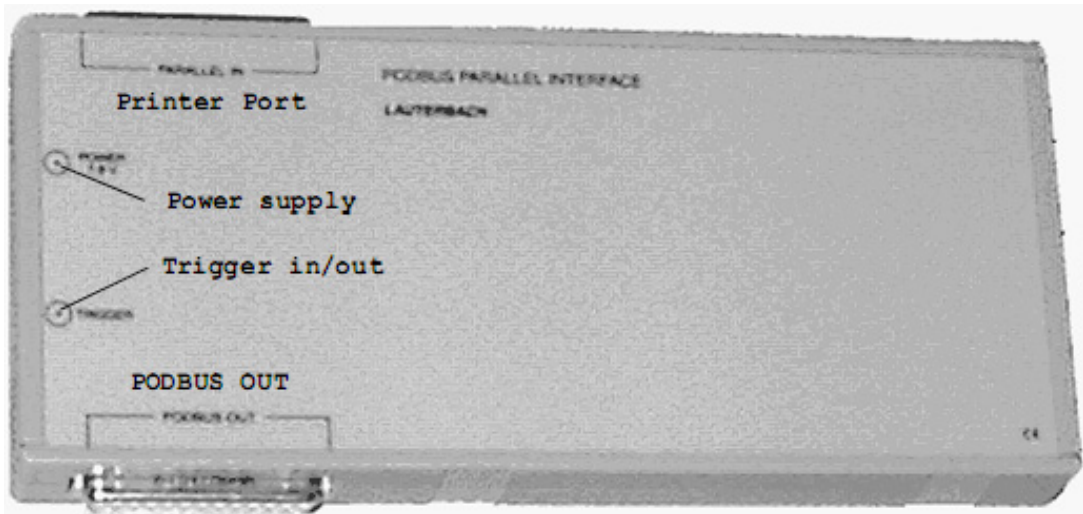 PARALLEL IN
PODBUS PARALLEL INTERFACE
Printer Port
LAUTERBACH
POWER
Power supply
Trigger in/out
TRIGGER
PODBUS OUT
PODBUS OUT
CE